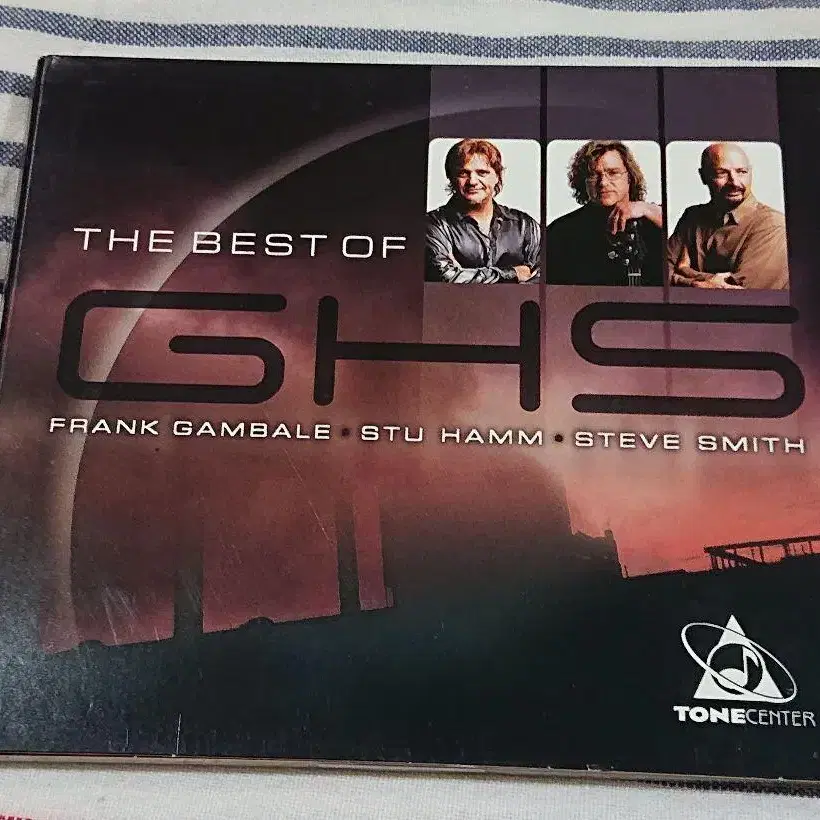 THE BEST OF
GHS
FRANK GAMBALE • STU HAMM • STEVE SMITH
TONECENTER